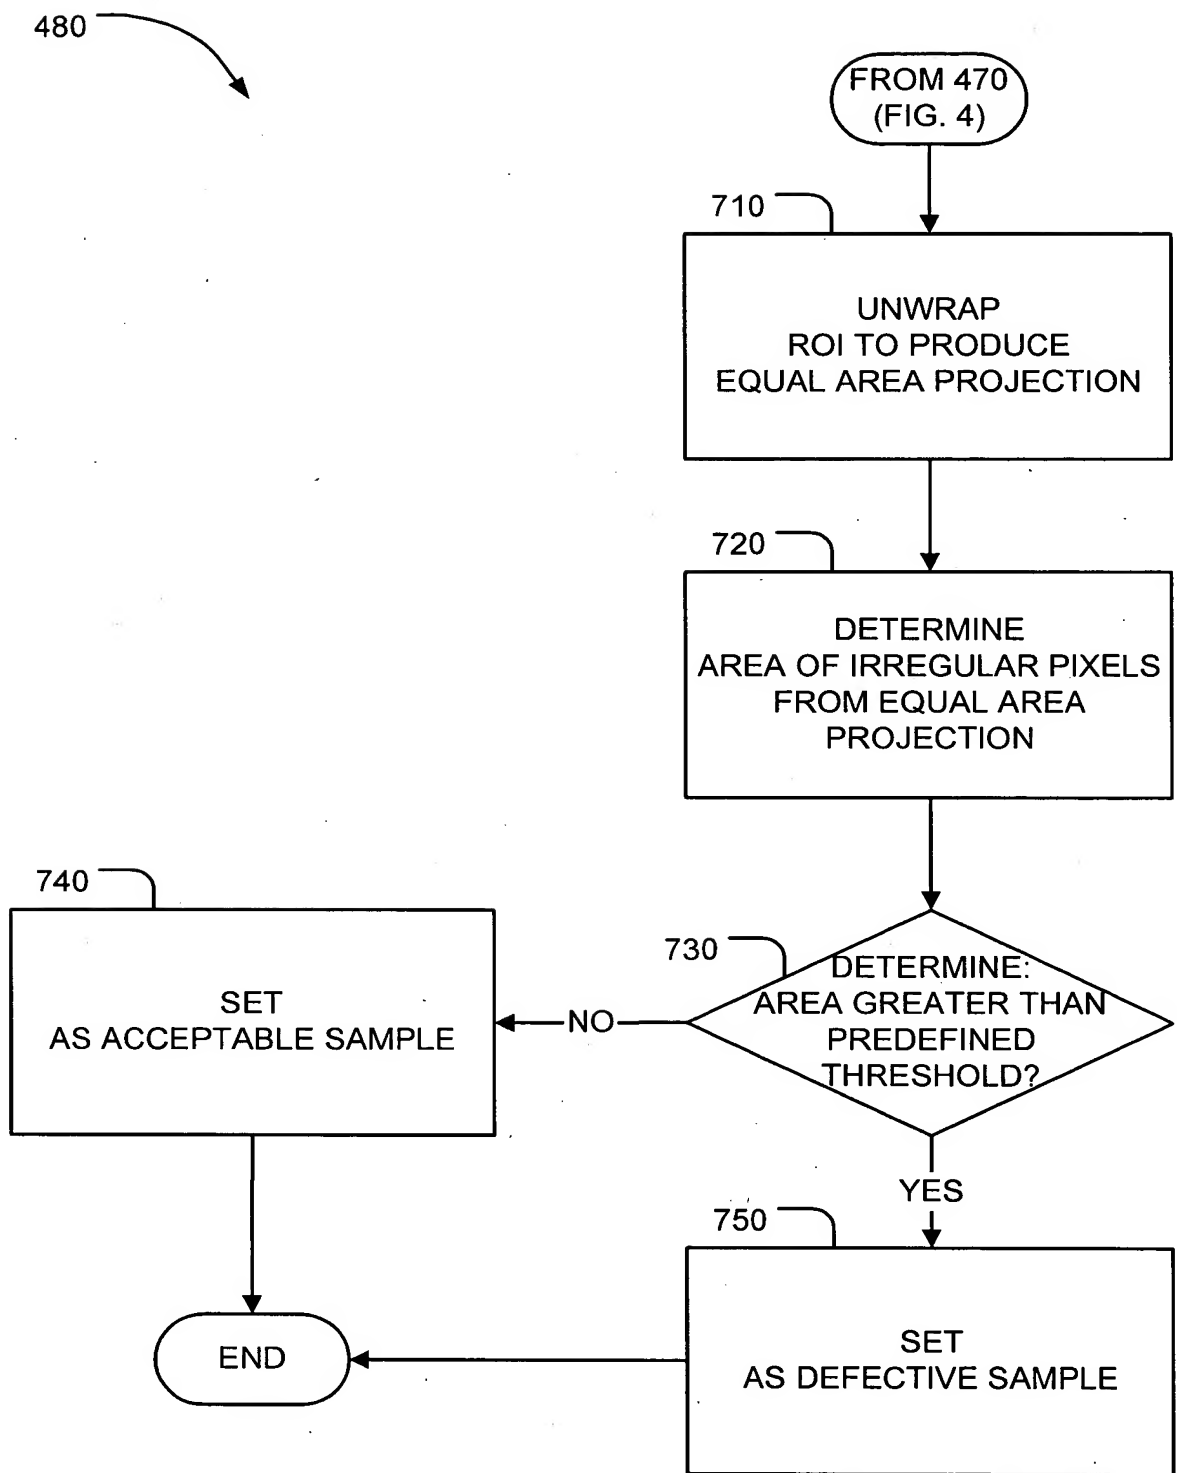 480
FROM 470
(FIG. 4)
710
UNWRAP
ROI TO PRODUCE
EQUAL AREA PROJECTION
720
DETERMINE
AREA OF IRREGULAR PIXELS
FROM EQUAL AREA
PROJECTION
730
DETERMINE:
AREA GREATER THAN
PREDEFINED
THRESHOLD?
NO
740
SET
AS ACCEPTABLE SAMPLE
YES
750
SET
AS DEFECTIVE SAMPLE
END